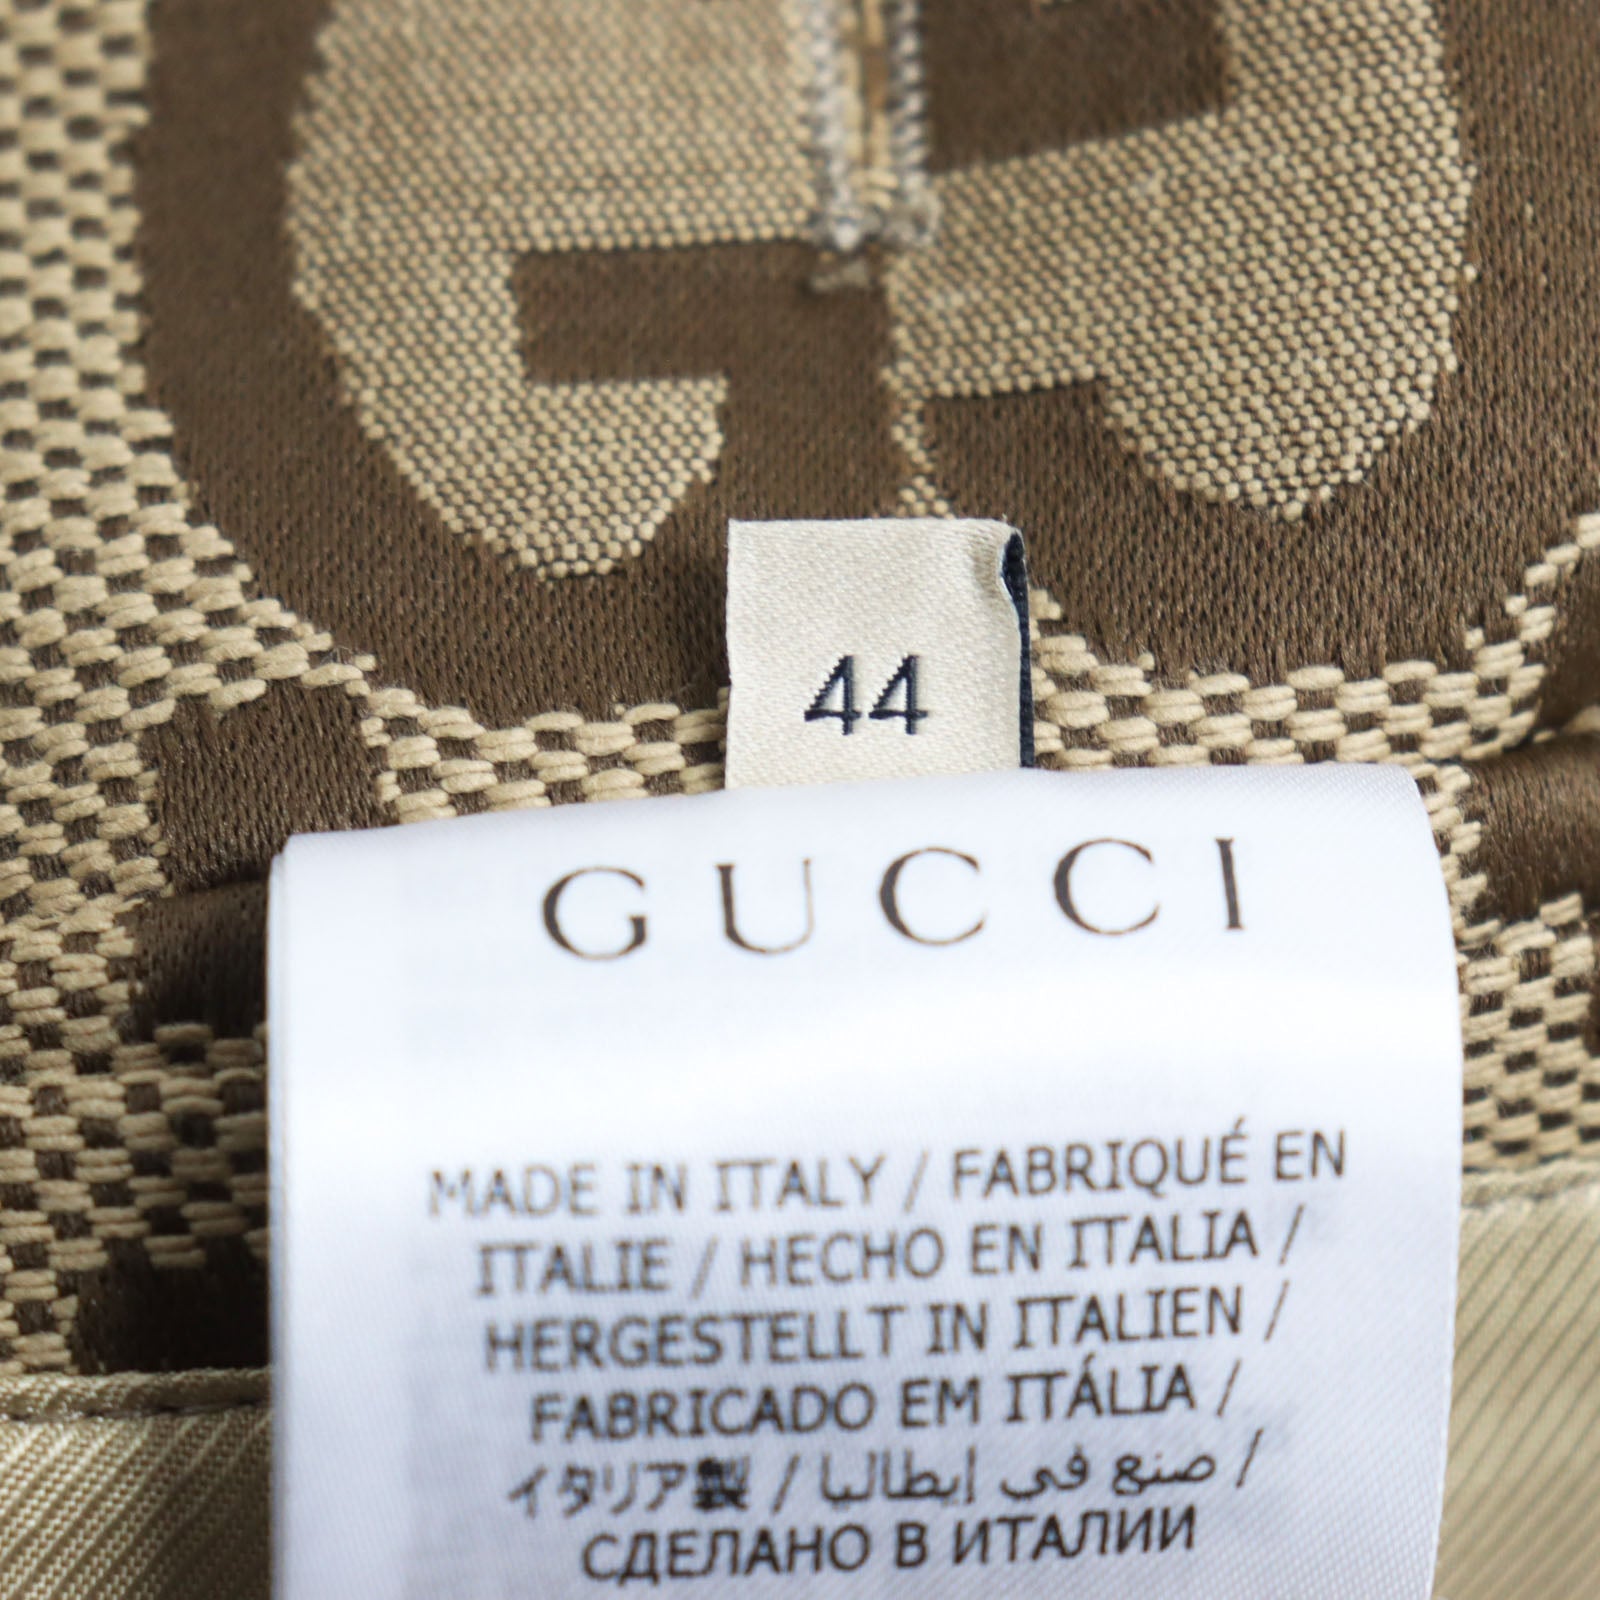 44
GUCCI
MADE IN ITALY / FABRIQUÉ EN
ITALIE / HECHO EN ITALIA /
HERGESTELLT IN ITALIEN /
FABRICADO EM ITÁLIA /
イタリア製 / صنع في إيطاليا /
СДЕЛАНО В ИТАЛИИ